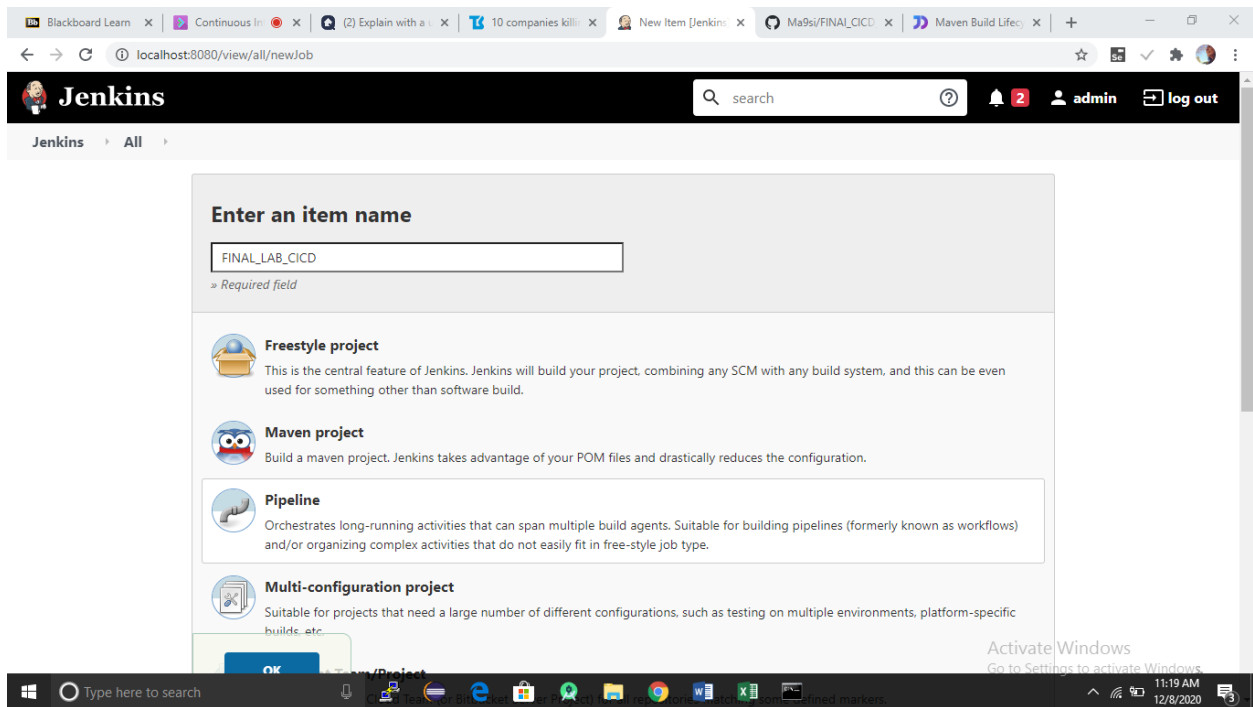 Blackboard Learn
Continuous In
(2) Explain with a u
10 companies killi
New Item [Jenkins
Ma9si/FINAl_CICD
Maven Build Lifecy
localhost:8080/view/all/newJob
Jenkins
search
2
admin
log out
Jenkins
All
Enter an item name
FINAL_LAB_CICD
» Required field
Freestyle project
This is the central feature of Jenkins. Jenkins will build your project, combining any SCM with any build system, and this can be even
used for something other than software build.
Maven project
Build a maven project. Jenkins takes advantage of your POM files and drastically reduces the configuration.
Pipeline
Orchestrates long-running activities that can span multiple build agents. Suitable for building pipelines (formerly known as workflows)
and/or organizing complex activities that do not easily fit in free-style job type.
Multi-configuration project
Suitable for projects that need a large number of different configurations, such as testing on multiple environments, platform-specific
builds, etc.
OK
Team/Project
Activate Windows
Go to Settings to activate Windows.
Type here to search
11:19 AM
12/8/2020
3